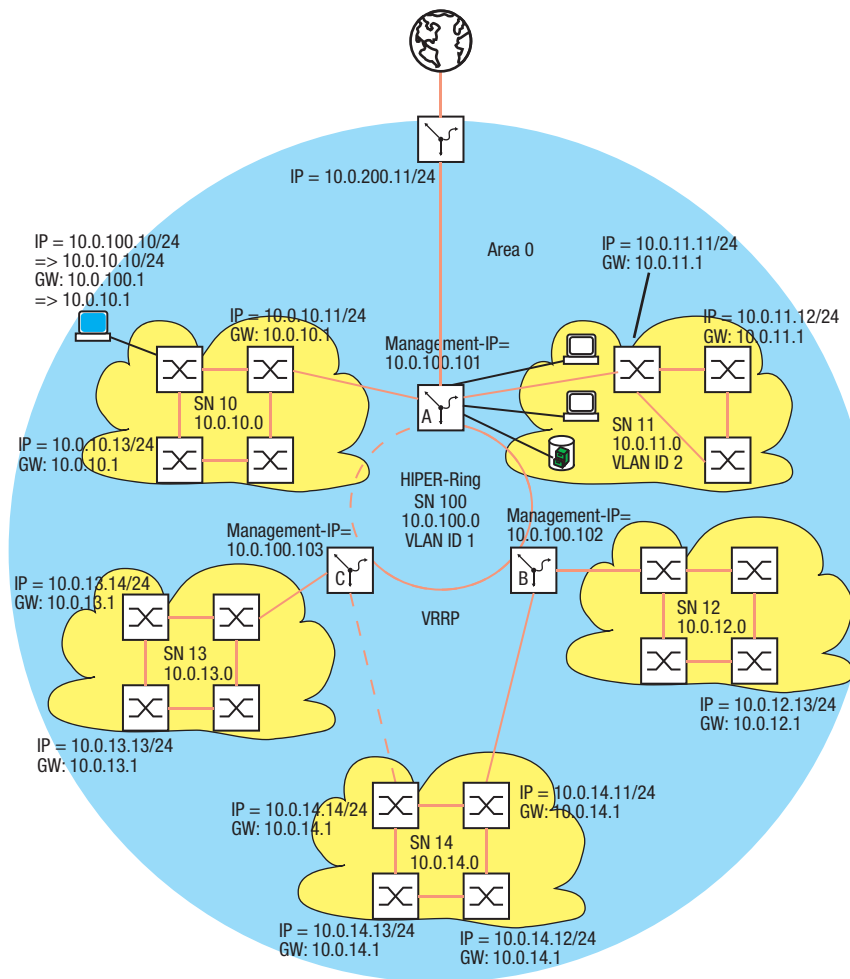 IP = 10.0.200.11/24
Area 0
IP = 10.0.100.10/24
=> 10.0.10.10/24
GW: 10.0.100.1
=> 10.0.10.1
IP = 10.0.11.11/24
GW: 10.0.11.1
IP = 10.0.10.11/24
GW: 10.0.10.1
IP = 10.0.11.12/24
GW: 10.0.11.1
Management-IP=
10.0.100.101
A
SN 10
10.0.10.0
SN 11
10.0.11.0
VLAN ID 2
IP = 10.0.10.13/24
GW: 10.0.10.1
HIPER-Ring
SN 100
10.0.100.0
VLAN ID 1
Management-IP=
10.0.100.103
Management-IP=
10.0.100.102
C
B
VRRP
IP = 10.0.13.14/24
GW: 10.0.13.1
SN 13
10.0.13.0
SN 12
10.0.12.0
IP = 10.0.13.13/24
GW: 10.0.13.1
IP = 10.0.12.13/24
GW: 10.0.12.1
IP = 10.0.14.14/24
GW: 10.0.14.1
IP = 10.0.14.11/24
GW: 10.0.14.1
SN 14
10.0.14.0
IP = 10.0.14.13/24
GW: 10.0.14.1
IP = 10.0.14.12/24
GW: 10.0.14.1